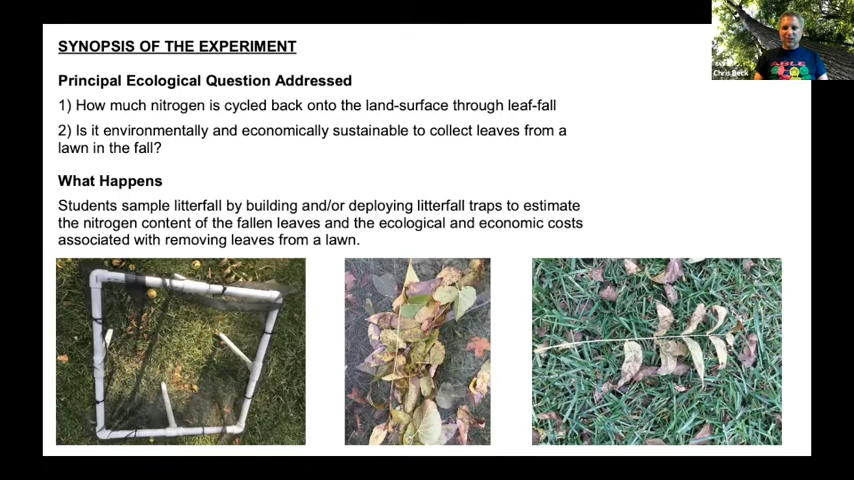 SYNOPSIS OF THE EXPERIMENT
Principal Ecological Question Addressed
1) How much nitrogen is cycled back onto the land-surface through leaf-fall
2) Is it environmentally and economically sustainable to collect leaves from a
lawn in the fall?
What Happens
Students sample litterfall by building and/or deploying litterfall traps to estimate
the nitrogen content of the fallen leaves and the ecological and economic costs
associated with removing leaves from a lawn.
ABLE
Chris Beck